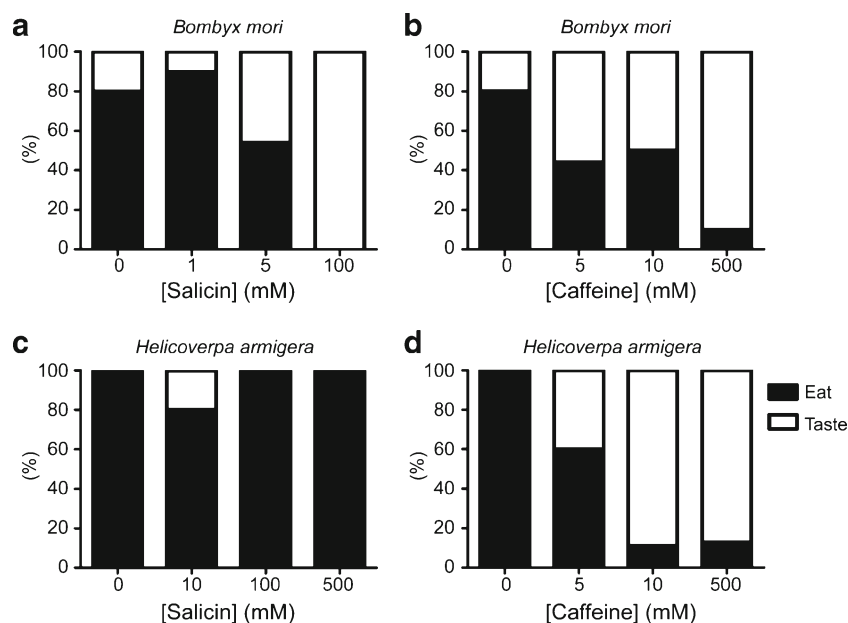 a
Bombyx mori
100
80
60
40
20
0
(%)
0 1 5 100
[Salicin] (mM)
b
Bombyx mori
100
80
60
40
20
0
(%)
0 5 10 500
[Caffeine] (mM)
c
Helicoverpa armigera
100
80
60
40
20
0
(%)
0 10 100 500
[Salicin] (mM)
d
Helicoverpa armigera
100
80
60
40
20
0
(%)
0 5 10 500
[Caffeine] (mM)
Eat
Taste